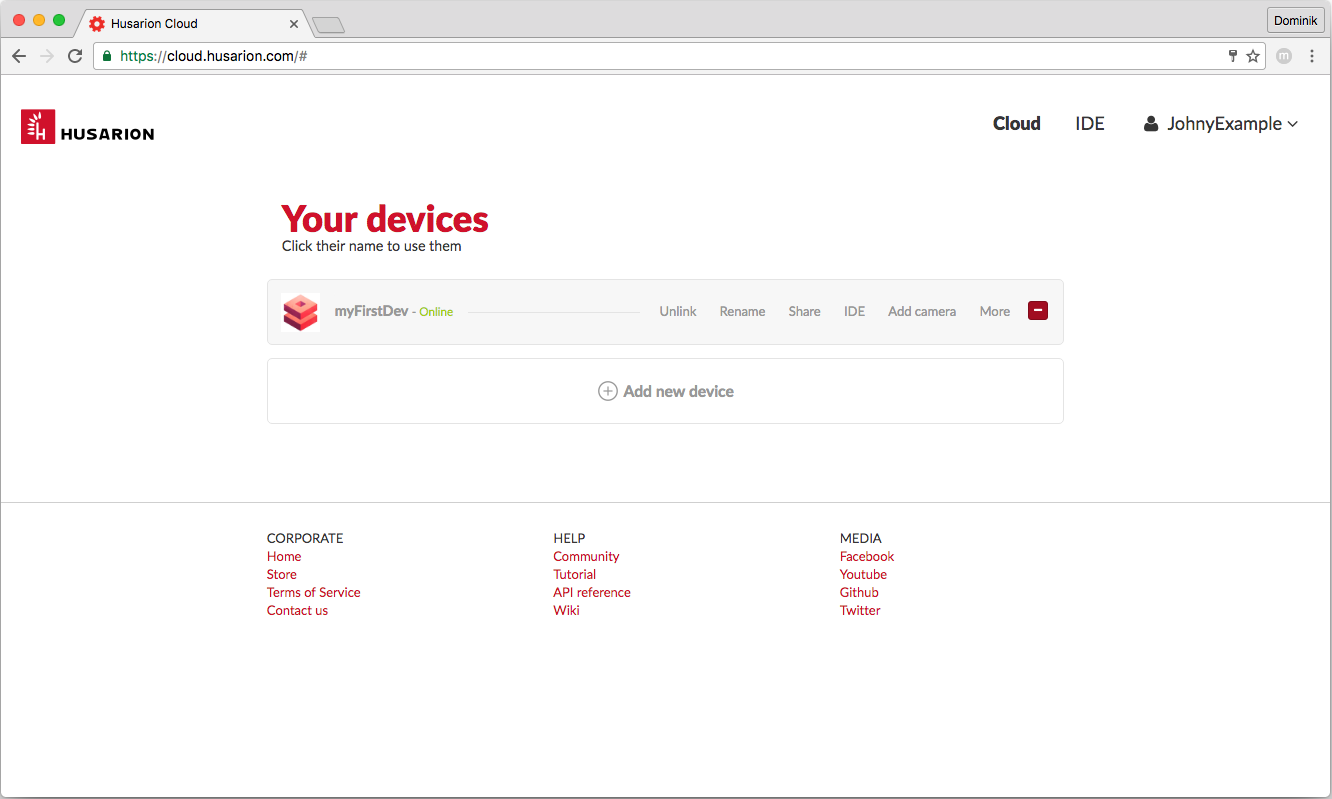 Husarion Cloud
Dominik
https://cloud.husarion.com/#
m
H HUSARION
Cloud IDE JohnyExample
Your devices
Click their name to use them
myFirstDev - Online Unlink Rename Share IDE Add camera More
Add new device
CORPORATE
Home
Store
Terms of Service
Contact us
HELP
Community
Tutorial
API reference
Wiki
MEDIA
Facebook
Youtube
Github
Twitter